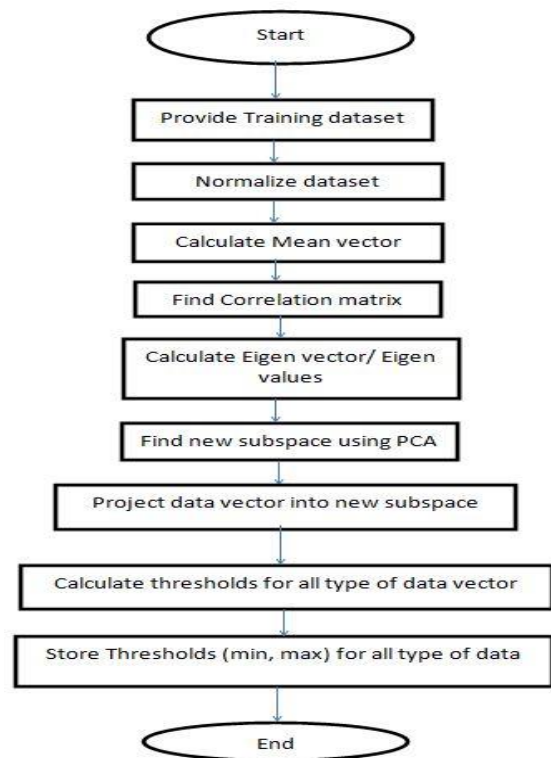 Start
Provide Training dataset
Normalize dataset
Calculate Mean vector
Find Correlation matrix
Calculate Eigen vector/ Eigen
values
Find new subspace using PCA
Project data vector into new subspace
Calculate thresholds for all type of data vector
Store Thresholds (min, max) for all type of data
End